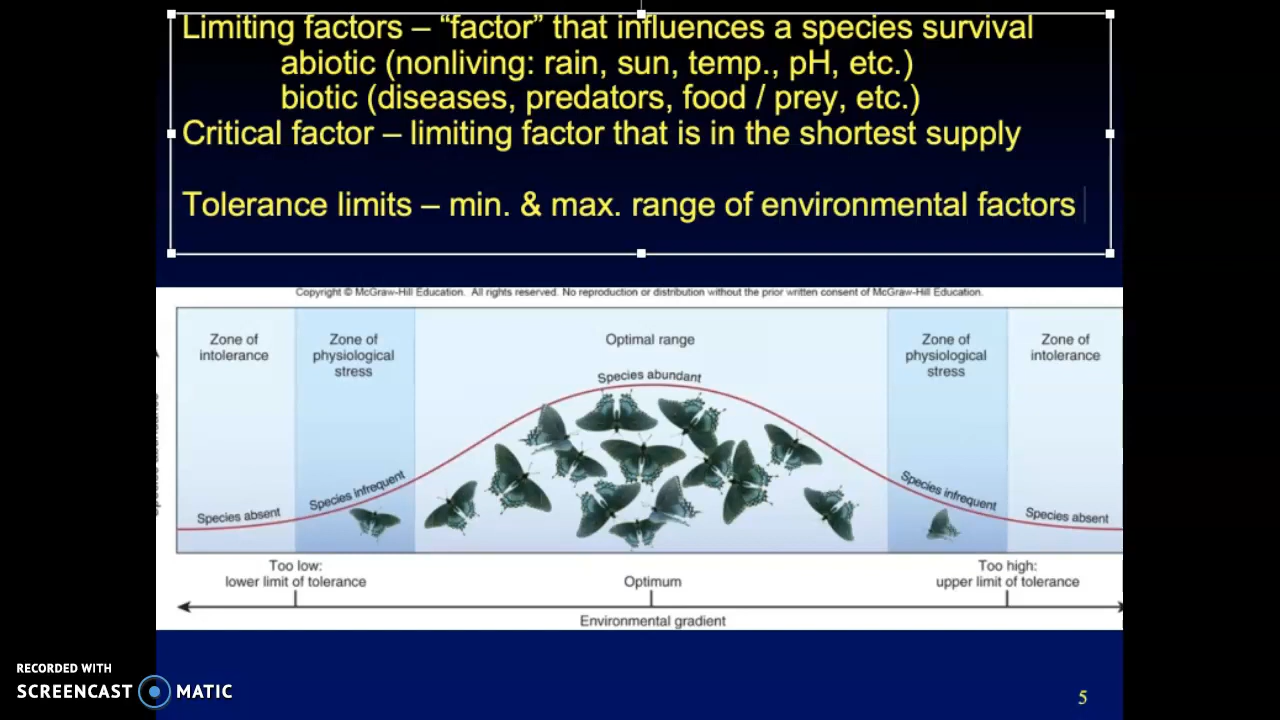 Limiting factors – “factor” that influences a species survival
abiotic (nonliving: rain, sun, temp., pH, etc.)
biotic (diseases, predators, food / prey, etc.)
Critical factor – limiting factor that is in the shortest supply
Tolerance limits – min. & max. range of environmental factors
Copyright © McGraw-Hill Education. All rights reserved. No reproduction or distribution without the prior written consent of McGraw-Hill Education.
Zone of
intolerance
Zone of
physiological
stress
Optimal range
Zone of
physiological
stress
Zone of
intolerance
Species abundant
Species infrequent
Species infrequent
Species absent
Species absent
Too low:
lower limit of tolerance
Optimum
Too high:
upper limit of tolerance
Environmental gradient
RECORDED WITH
SCREENCAST MATIC
5